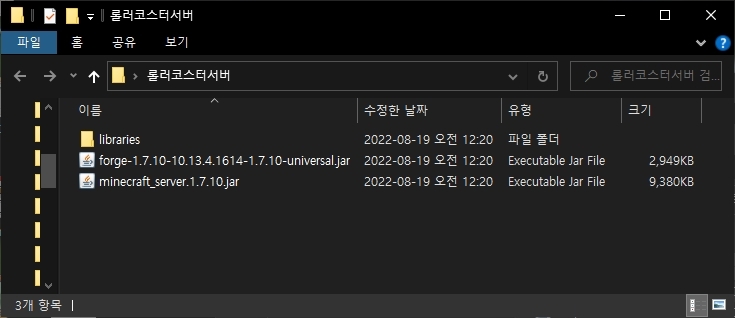 롤러코스터서버
파일 홈 공유 보기
롤러코스터서버 롤러코스터서버 검...
이름 수정한 날짜 유형 크기
libraries 2022-08-19 오전 12:20 파일 폴더
forge-1.7.10-10.13.4.1614-1.7.10-universal.jar 2022-08-19 오전 12:20 Executable Jar File 2,949KB
minecraft_server.1.7.10.jar 2022-08-19 오전 12:20 Executable Jar File 9,380KB
3개 항목